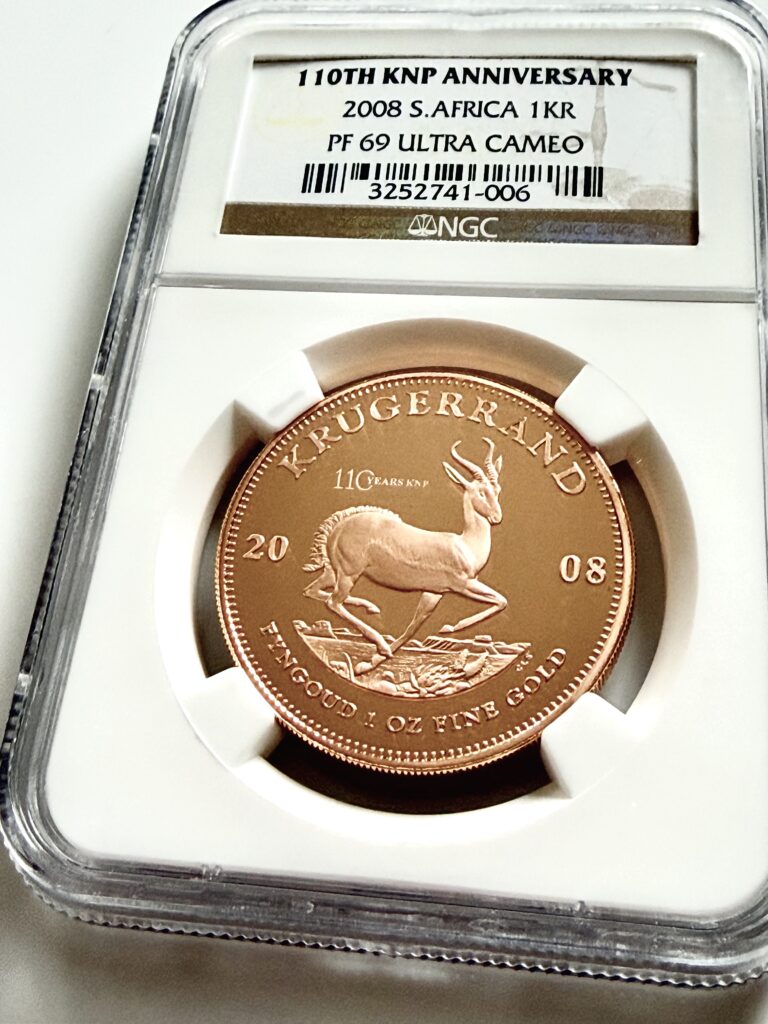 110TH KNP ANNIVERSARY
2008 S.AFRICA 1KR
PF 69 ULTRA CAMEO
3252741-006
NGC
KRUGERRAND
110 YEARS KNP
20 08
FYNGOUD 1 OZ FINE GOLD